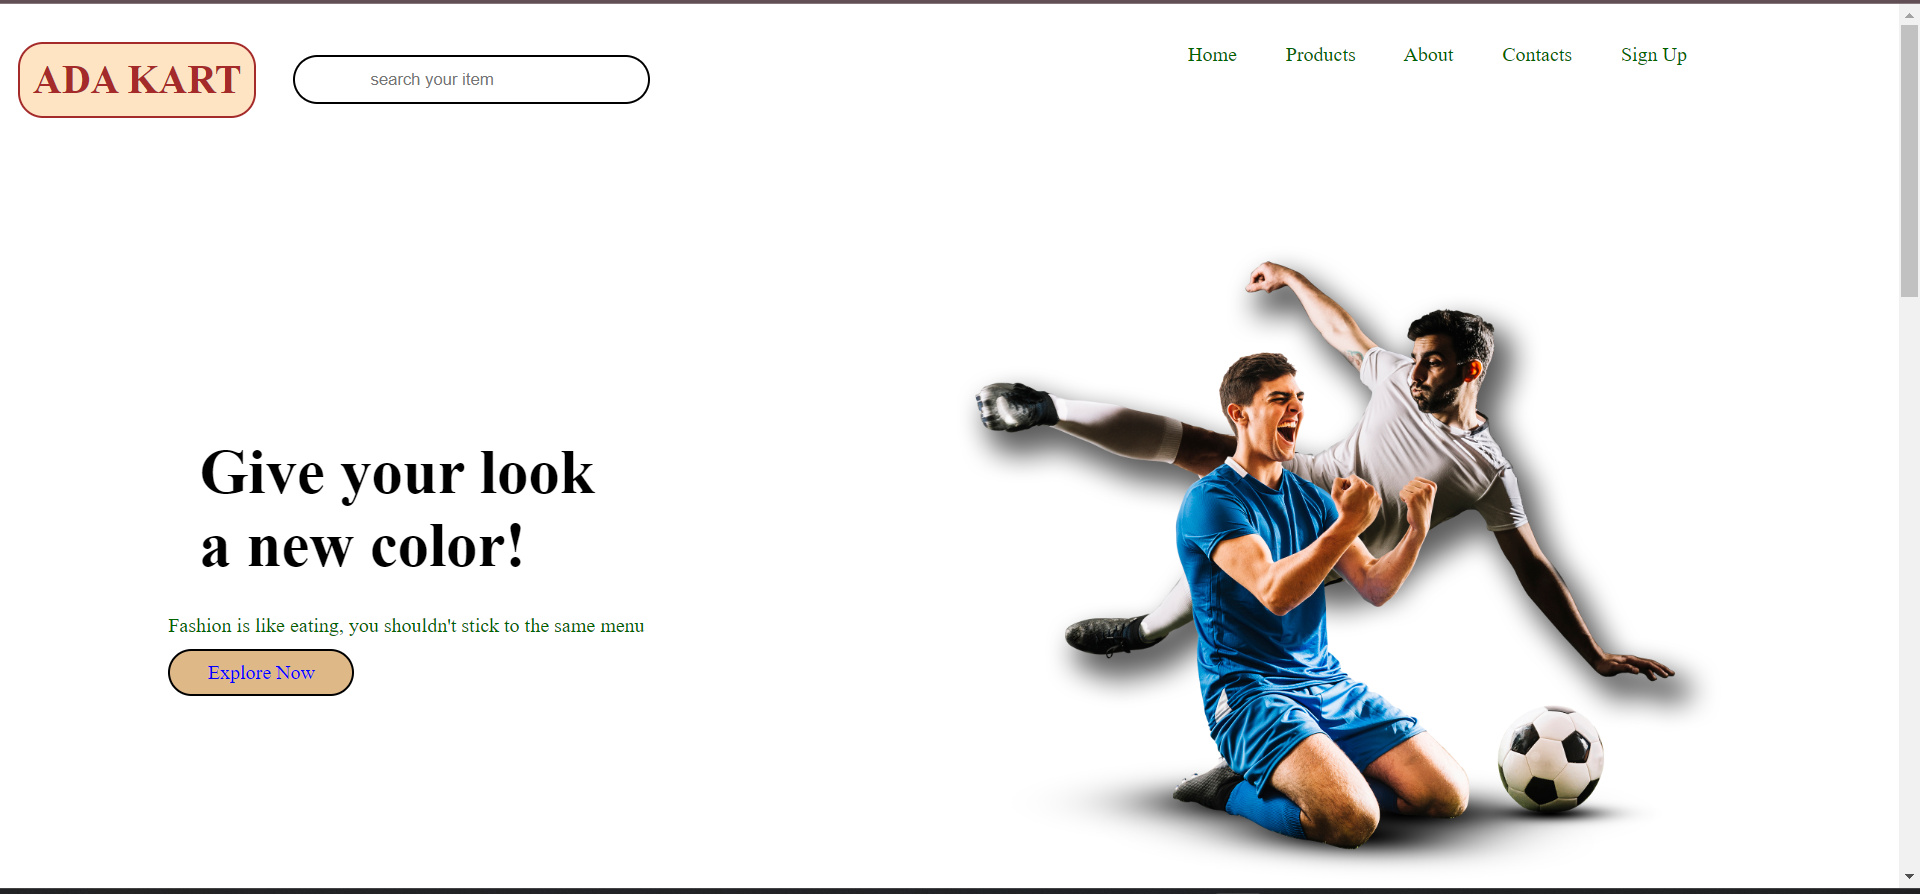 ADA KART
search your item
Home Products About Contacts Sign Up
Give your look
a new color!
Fashion is like eating, you shouldn't stick to the same menu
Explore Now